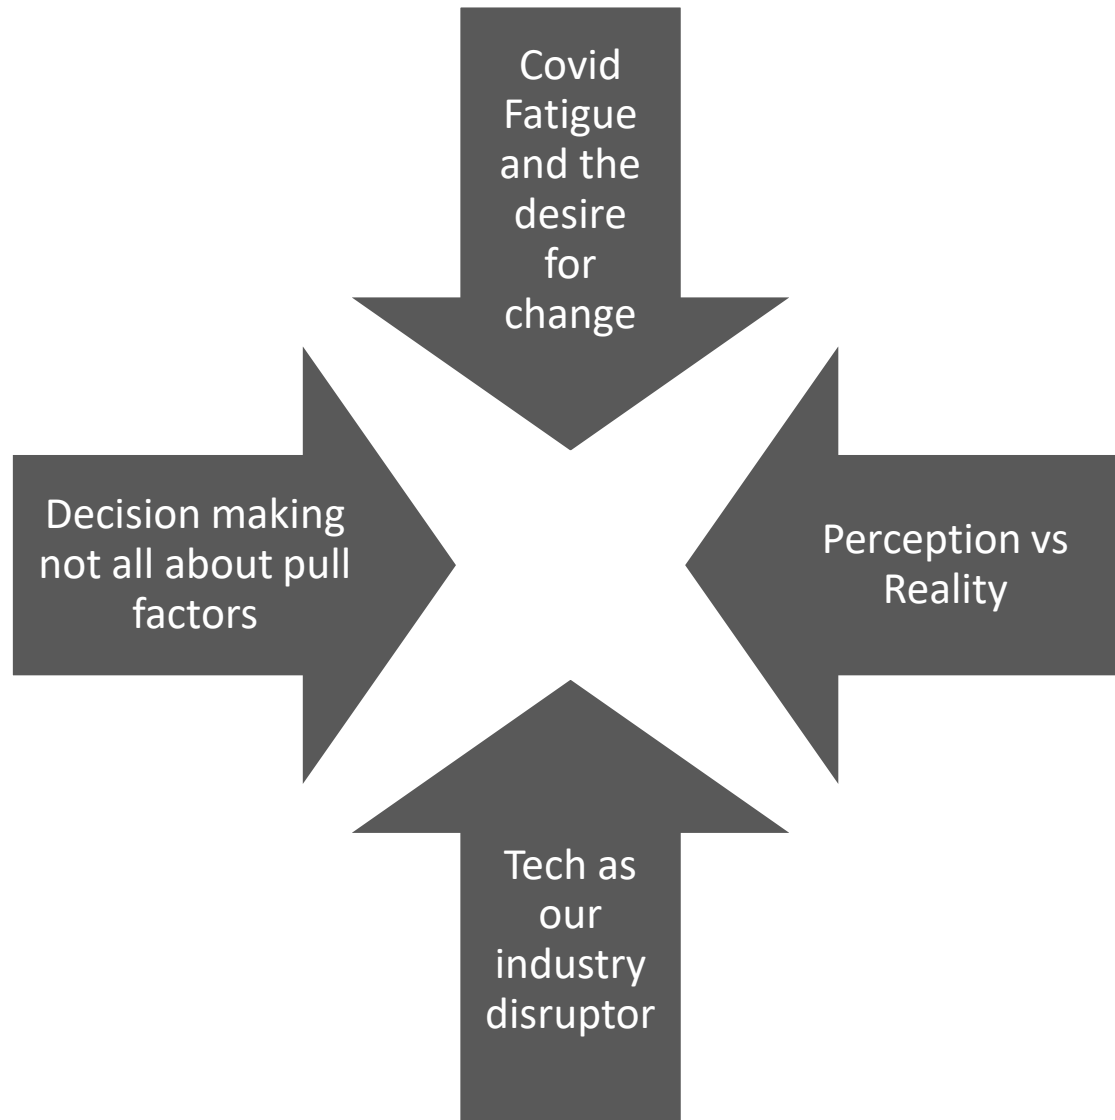 Covid
Fatigue
and the
desire
for
change
Decision making
not all about pull
factors
Perception vs
Reality
Tech as
our
industry
disruptor